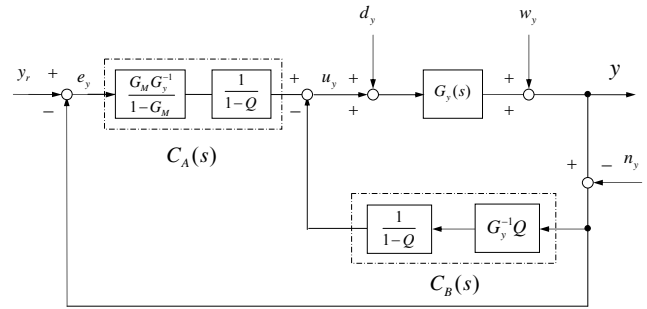 d_y
w_y
y_r + e_y G_M G_y^{-1} / 1−G_M 1 / 1−Q + u_y + G_y(s) + y
− − + +
C_A(s)
+ − n_y
1 / 1−Q G_y^{-1}Q
C_B(s)